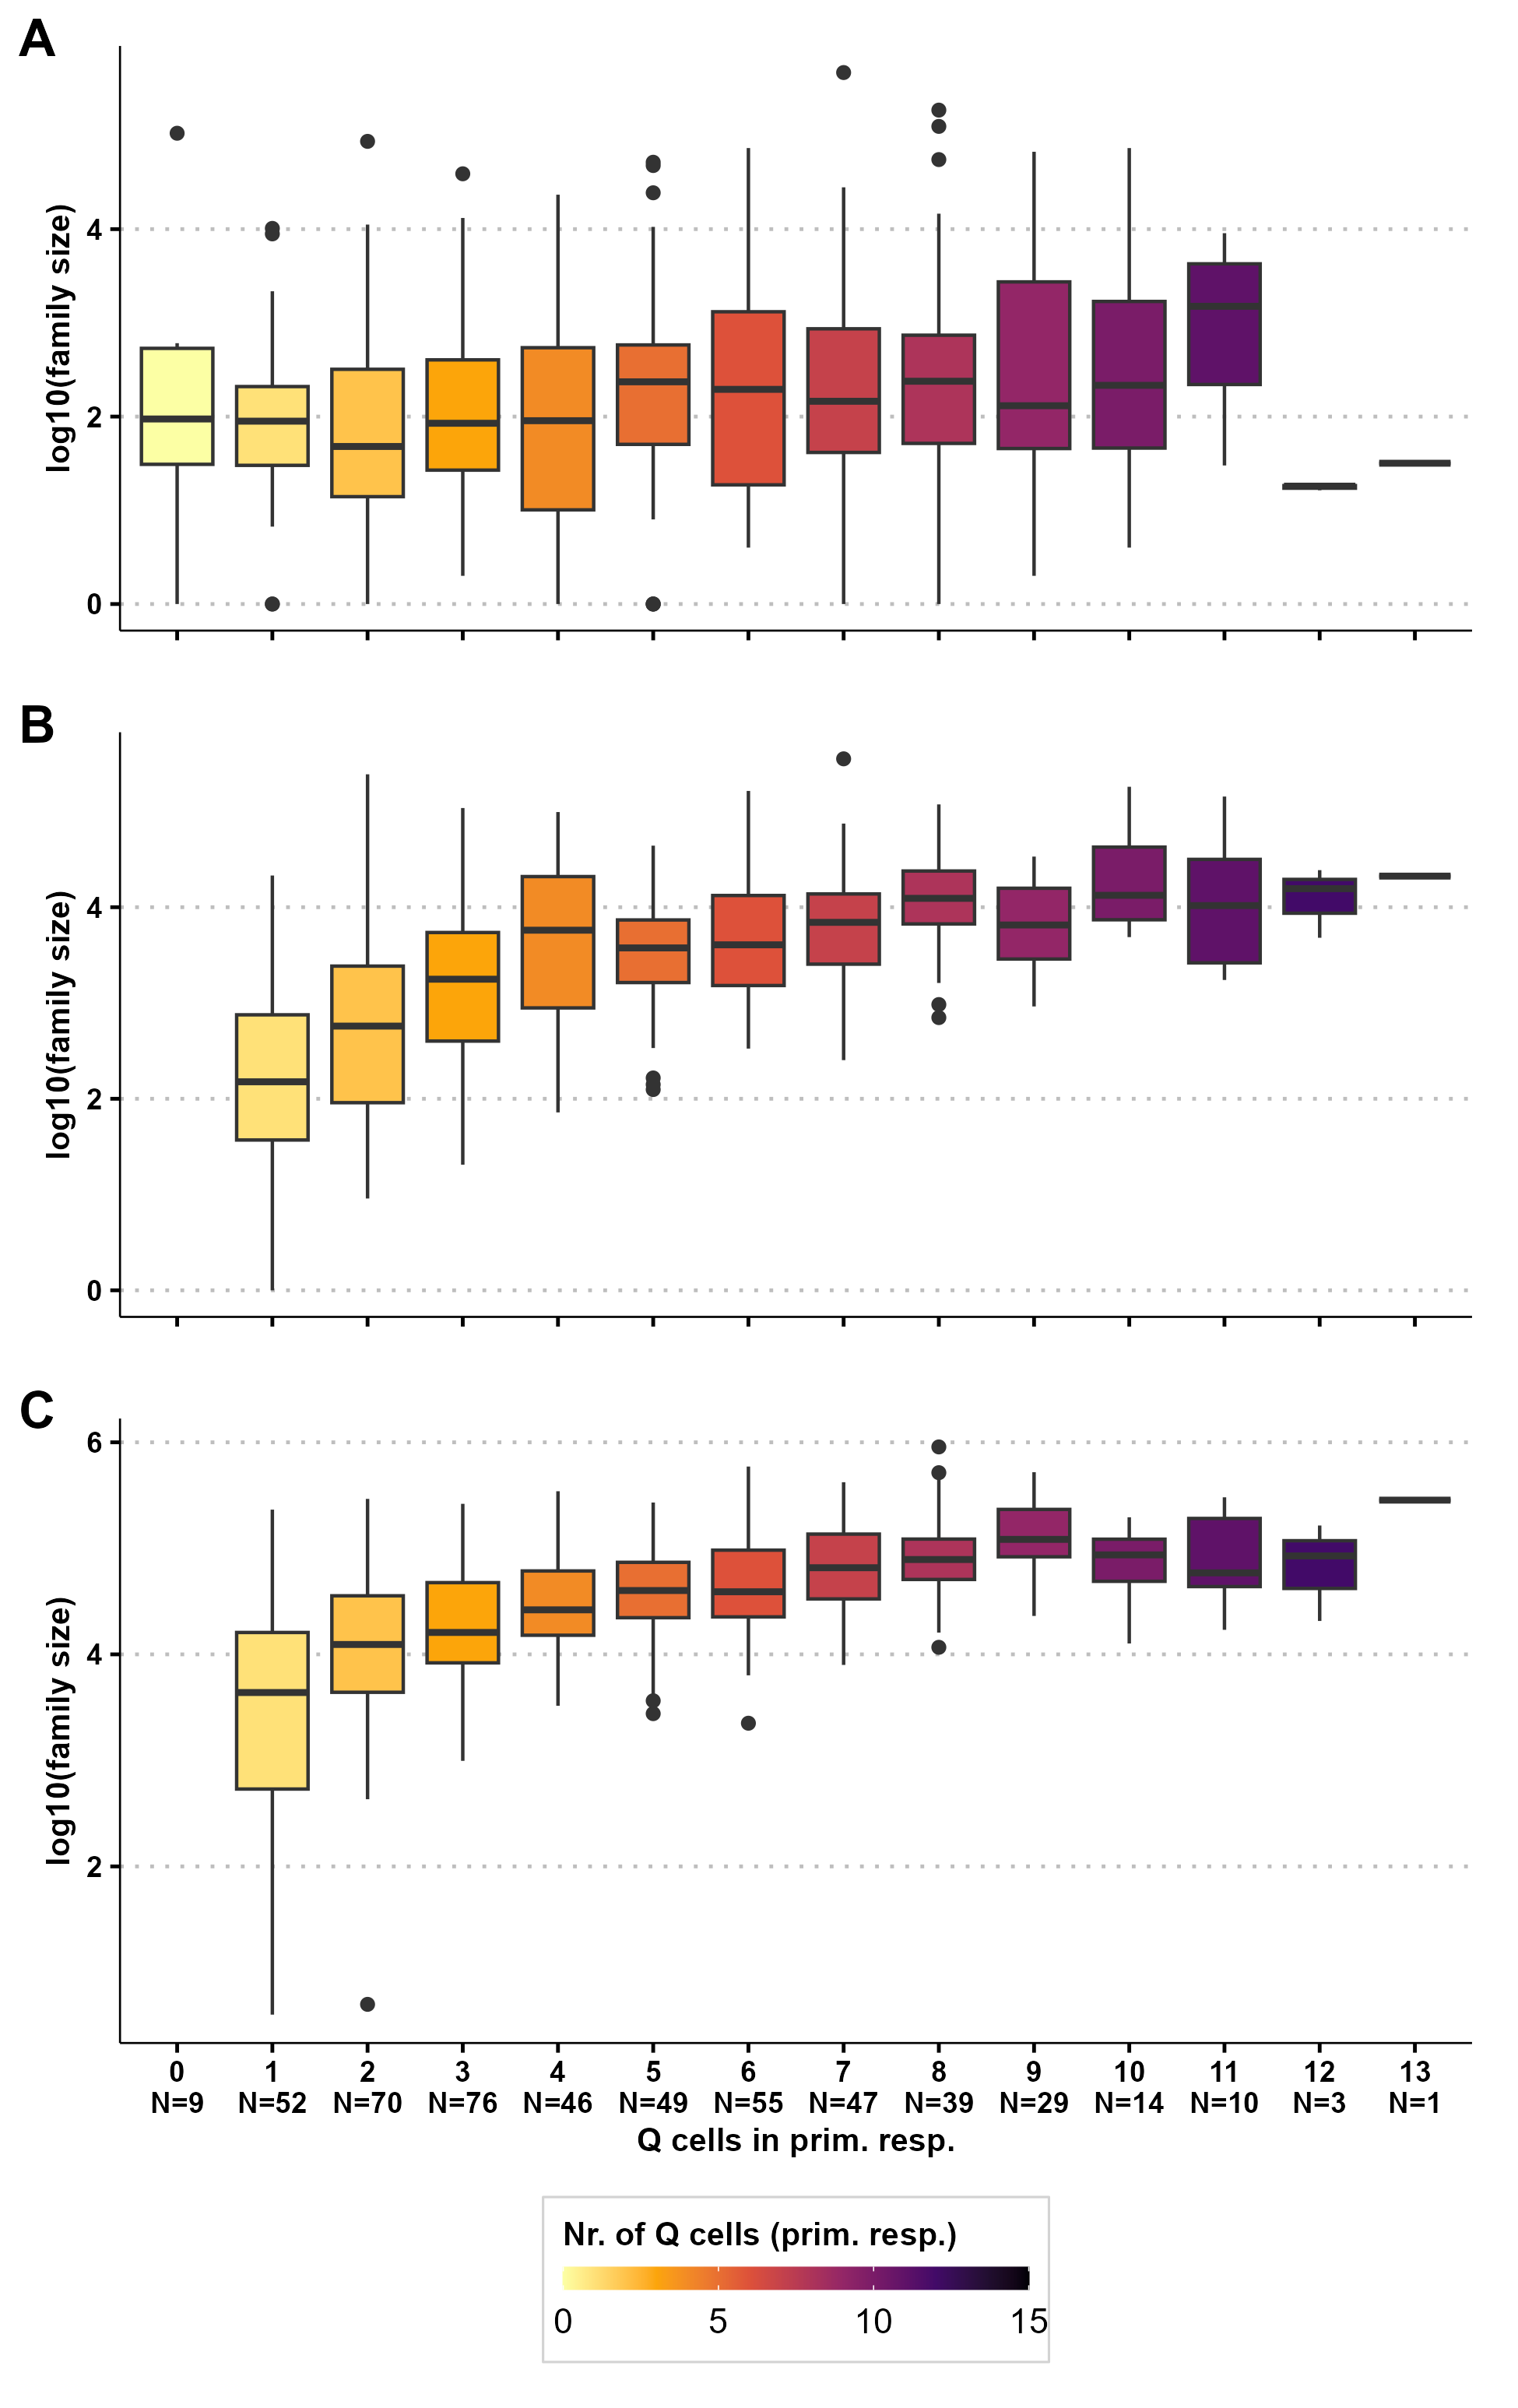 A
log10(family size)
4
2
0
B
log10(family size)
4
2
0
C
log10(family size)
6
4
2
0 1 2 3 4 5 6 7 8 9 10 11 12 13
N=9 N=52 N=70 N=76 N=46 N=49 N=55 N=47 N=39 N=29 N=14 N=10 N=3 N=1
Q cells in prim. resp.
Nr. of Q cells (prim. resp.)
0 5 10 15